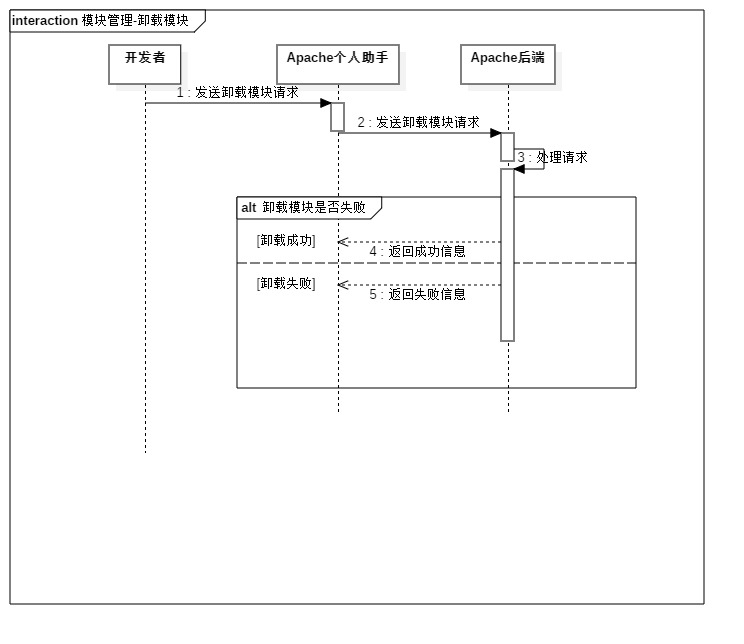 interaction 模块管理-卸载模块
开发者
Apache个人助手
Apache后端
1 : 发送卸载模块请求
2 : 发送卸载模块请求
3 : 处理请求
alt 卸载模块是否失败
[卸载成功]
4 : 返回成功信息
[卸载失败]
5 : 返回失败信息